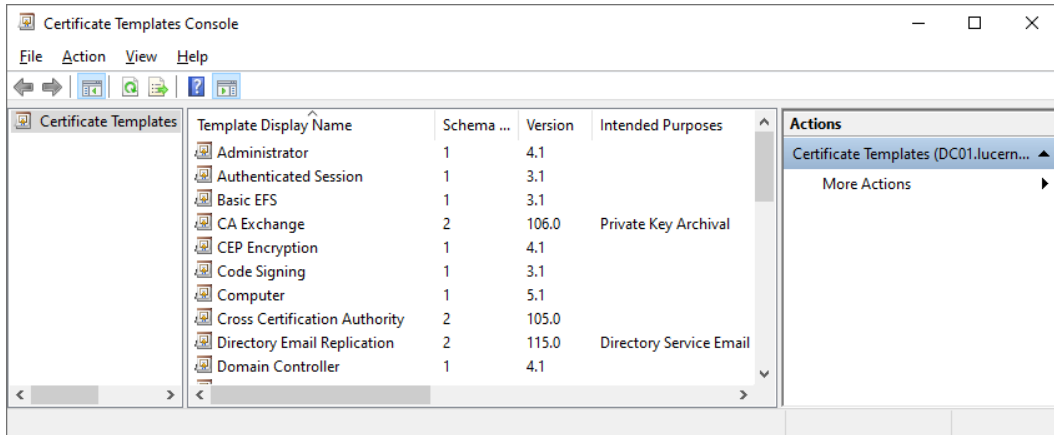 Certificate Templates Console
File Action View Help
Certificate Templates
Template Display Name Schema ... Version Intended Purposes
Administrator 1 4.1
Authenticated Session 1 3.1
Basic EFS 1 3.1
CA Exchange 2 106.0 Private Key Archival
CEP Encryption 1 4.1
Code Signing 1 3.1
Computer 1 5.1
Cross Certification Authority 2 105.0
Directory Email Replication 2 115.0 Directory Service Email
Domain Controller 1 4.1
Actions
Certificate Templates (DC01.lucern...
More Actions